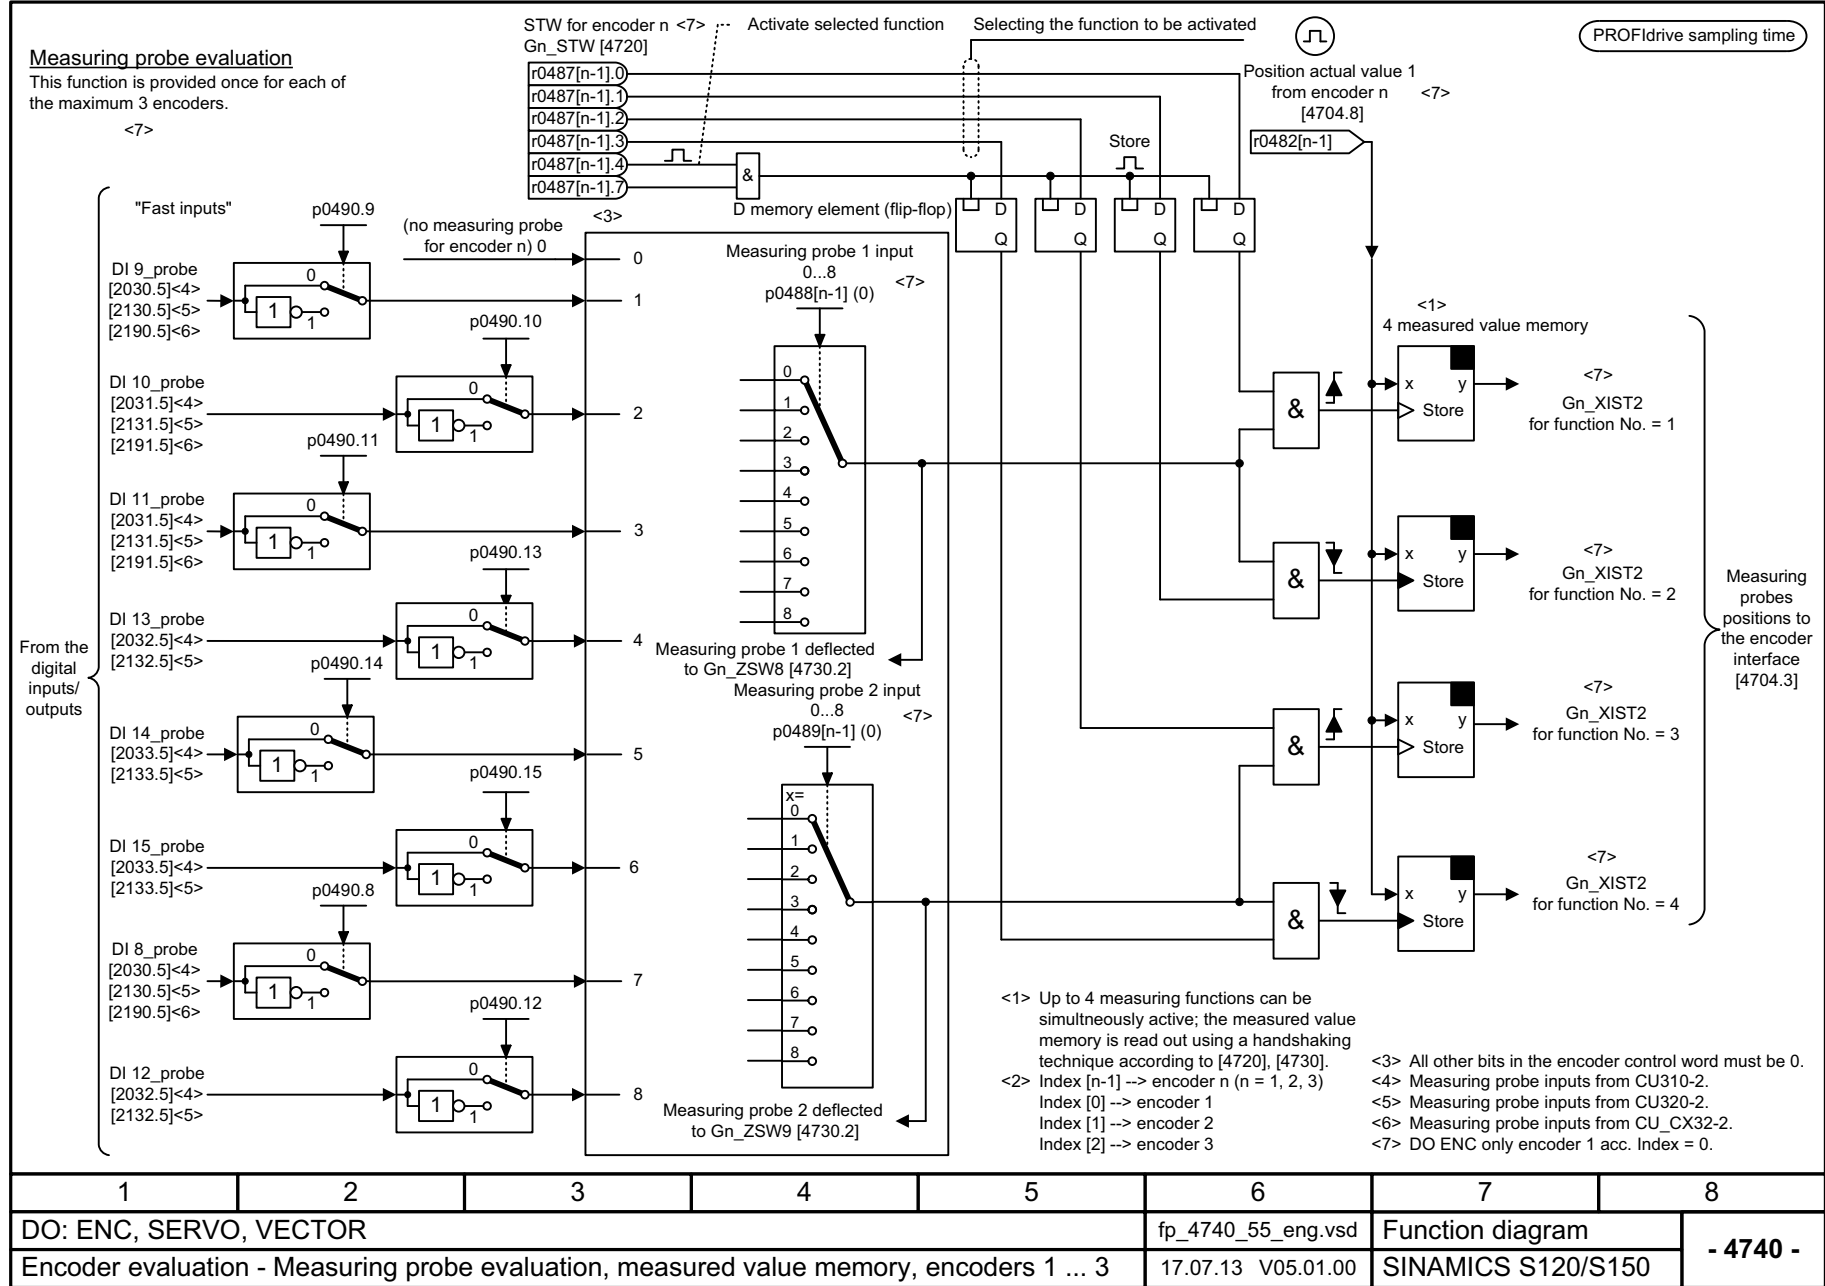 Measuring probe evaluation
This function is provided once for each of
the maximum 3 encoders.
<7>
STW for encoder n <7>
Gn_STW [4720]
Activate selected function
Selecting the function to be activated
PROFIdrive sampling time
r0487[n-1].0
r0487[n-1].1
r0487[n-1].2
r0487[n-1].3
r0487[n-1].4
r0487[n-1].7
&
Store
Position actual value 1
from encoder n
<7>
[4704.8]
r0482[n-1]
D memory element (flip-flop)
D
Q
D
Q
D
Q
D
Q
"Fast inputs"
From the
digital
inputs/
outputs
(no measuring probe
for encoder n) 0
<3>
0
p0490.9
DI 9_probe
[2030.5]<4>
[2130.5]<5>
[2190.5]<6>
0
1
1
1
p0490.10
DI 10_probe
[2031.5]<4>
[2131.5]<5>
[2191.5]<6>
0
1
1
2
p0490.11
DI 11_probe
[2031.5]<4>
[2131.5]<5>
[2191.5]<6>
0
1
1
3
p0490.13
DI 13_probe
[2032.5]<4>
[2132.5]<5>
0
1
1
4
p0490.14
DI 14_probe
[2033.5]<4>
[2133.5]<5>
0
1
1
5
p0490.15
DI 15_probe
[2033.5]<4>
[2133.5]<5>
0
1
1
6
p0490.8
DI 8_probe
[2030.5]<4>
[2130.5]<5>
[2190.5]<6>
0
1
1
7
p0490.12
DI 12_probe
[2032.5]<4>
[2132.5]<5>
0
1
1
8
Measuring probe 1 input
0...8
<7>
p0488[n-1] (0)
0
1
2
3
4
5
6
7
8
Measuring probe 1 deflected
to Gn_ZSW8 [4730.2]
Measuring probe 2 input
0...8
<7>
p0489[n-1] (0)
x=
0
1
2
3
4
5
6
7
8
Measuring probe 2 deflected
to Gn_ZSW9 [4730.2]
<1>
4 measured value memory
&
x
y
Store
<7>
Gn_XIST2
for function No. = 1
&
x
y
Store
<7>
Gn_XIST2
for function No. = 2
&
x
y
Store
<7>
Gn_XIST2
for function No. = 3
&
x
y
Store
<7>
Gn_XIST2
for function No. = 4
Measuring
probes
positions to
the encoder
interface
[4704.3]
<1> Up to 4 measuring functions can be
simultneously active; the measured value
memory is read out using a handshaking
technique according to [4720], [4730].
<2> Index [n-1] --> encoder n (n = 1, 2, 3)
Index [0] --> encoder 1
Index [1] --> encoder 2
Index [2] --> encoder 3
<3> All other bits in the encoder control word must be 0.
<4> Measuring probe inputs from CU310-2.
<5> Measuring probe inputs from CU320-2.
<6> Measuring probe inputs from CU_CX32-2.
<7> DO ENC only encoder 1 acc. Index = 0.
1 2 3 4 5 6 7 8
DO: ENC, SERVO, VECTOR
fp_4740_55_eng.vsd
Function diagram
- 4740 -
Encoder evaluation - Measuring probe evaluation, measured value memory, encoders 1 ... 3
17.07.13 V05.01.00
SINAMICS S120/S150